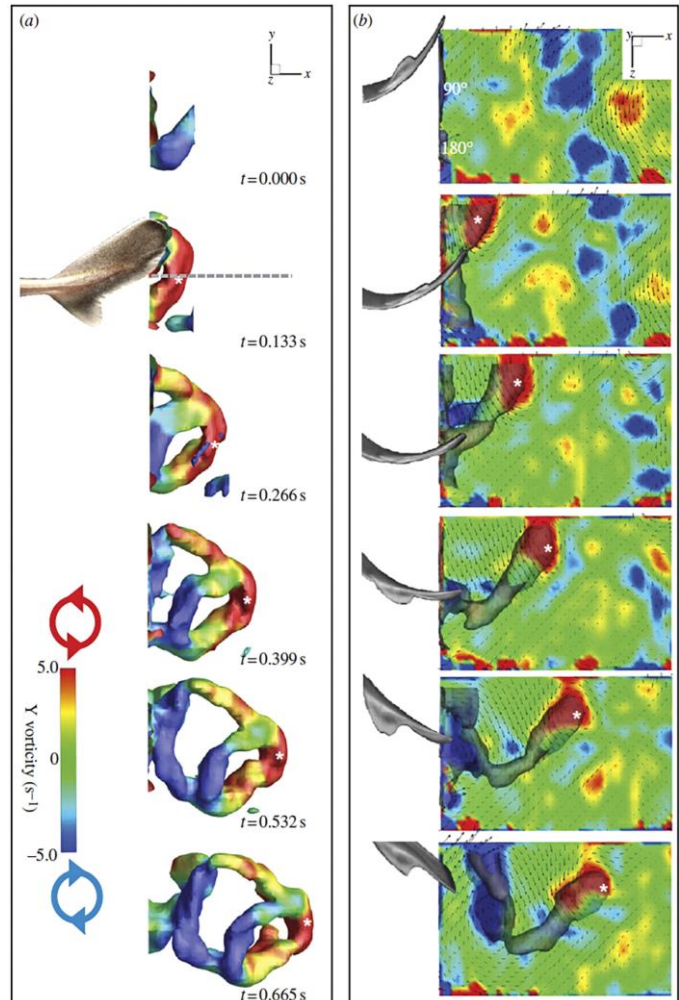 (a)
y
z
x
t=0.000 s
t=0.133 s
t=0.266 s
t=0.399 s
5.0
0
−5.0
Y vorticity (s⁻¹)
t=0.532 s
t=0.665 s
(b)
y
x
z
90°
180°